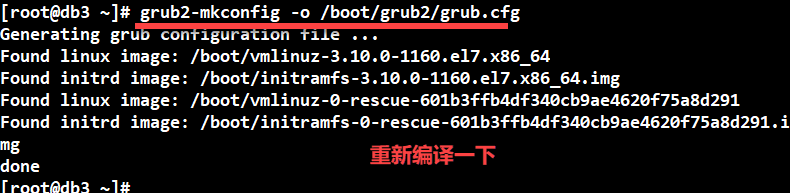 [root@db3 ~]# grub2-mkconfig -o /boot/grub2/grub.cfg
Generating grub configuration file ...
Found linux image: /boot/vmlinuz-3.10.0-1160.el7.x86_64
Found initrd image: /boot/initramfs-3.10.0-1160.el7.x86_64.img
Found linux image: /boot/vmlinuz-0-rescue-601b3ffb4df340cb9ae4620f75a8d291
Found initrd image: /boot/initramfs-0-rescue-601b3ffb4df340cb9ae4620f75a8d291.i
mg
重新编译一下
done
[root@db3 ~]#